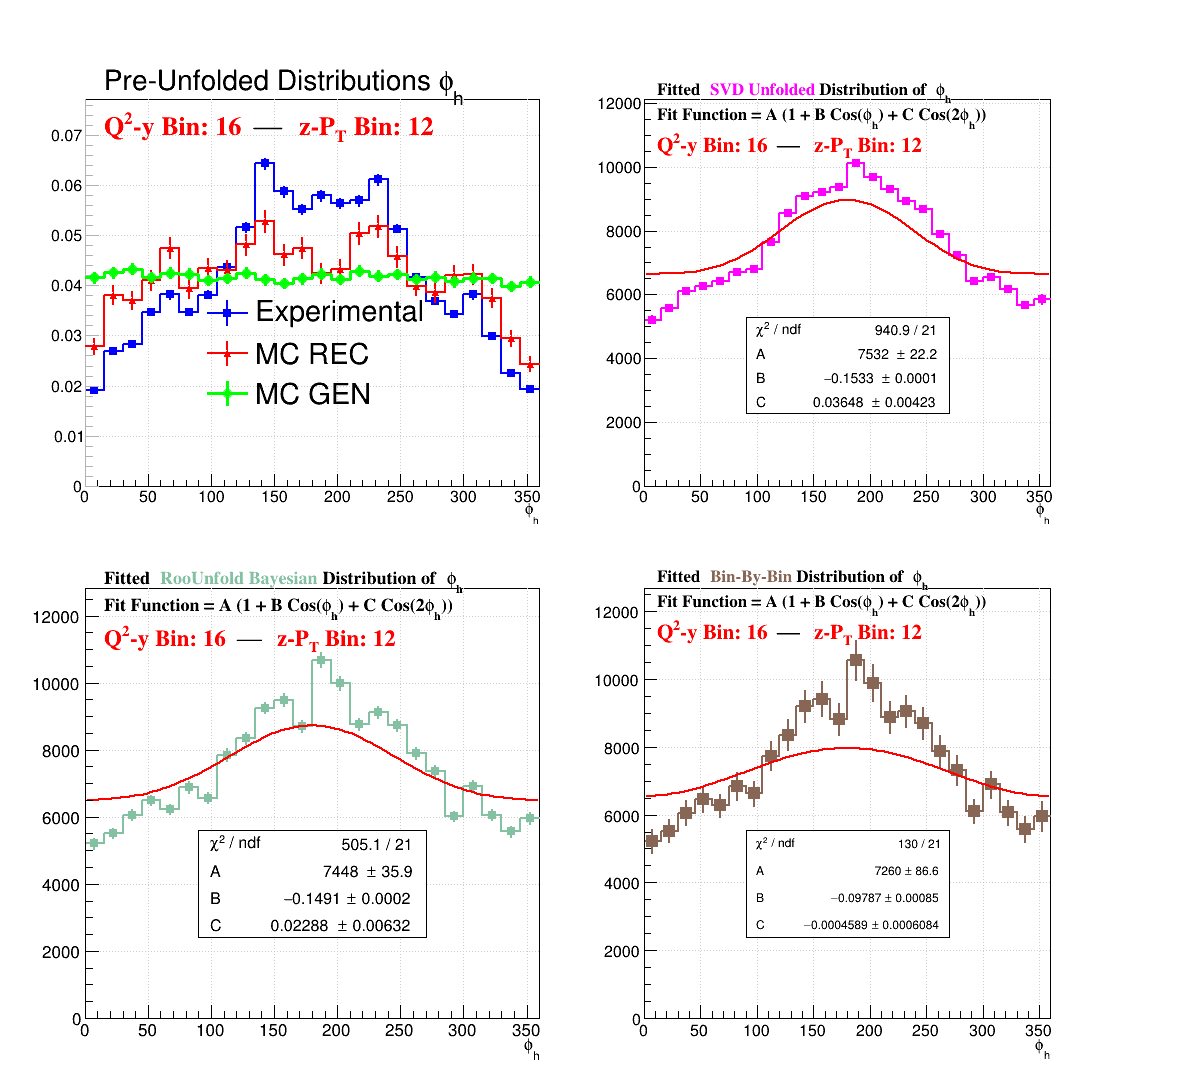 Pre-Unfolded Distributions ϕh
Q²-y Bin: 16 — z-PT Bin: 12
0.07
0.06
0.05
0.04
0.03
0.02
0.01
0
Experimental
MC REC
MC GEN
0 50 100 150 200 250 300 350
ϕh
Fitted SVD Unfolded Distribution of ϕh
Fit Function = A (1 + B Cos(ϕh) + C Cos(2ϕh))
Q²-y Bin: 16 — z-PT Bin: 12
12000
10000
8000
6000
4000
2000
0
χ² / ndf 940.9 / 21
A 7532 ± 22.2
B −0.1533 ± 0.0001
C 0.03648 ± 0.00423
0 50 100 150 200 250 300 350
ϕh
Fitted RooUnfold Bayesian Distribution of ϕh
Fit Function = A (1 + B Cos(ϕh) + C Cos(2ϕh))
Q²-y Bin: 16 — z-PT Bin: 12
12000
10000
8000
6000
4000
2000
0
χ² / ndf 505.1 / 21
A 7448 ± 35.9
B −0.1491 ± 0.0002
C 0.02288 ± 0.00632
0 50 100 150 200 250 300 350
ϕh
Fitted Bin-By-Bin Distribution of ϕh
Fit Function = A (1 + B Cos(ϕh) + C Cos(2ϕh))
Q²-y Bin: 16 — z-PT Bin: 12
12000
10000
8000
6000
4000
2000
0
χ² / ndf 130 / 21
A 7260 ± 86.6
B −0.09787 ± 0.00085
C −0.0004589 ± 0.0006084
0 50 100 150 200 250 300 350
ϕh